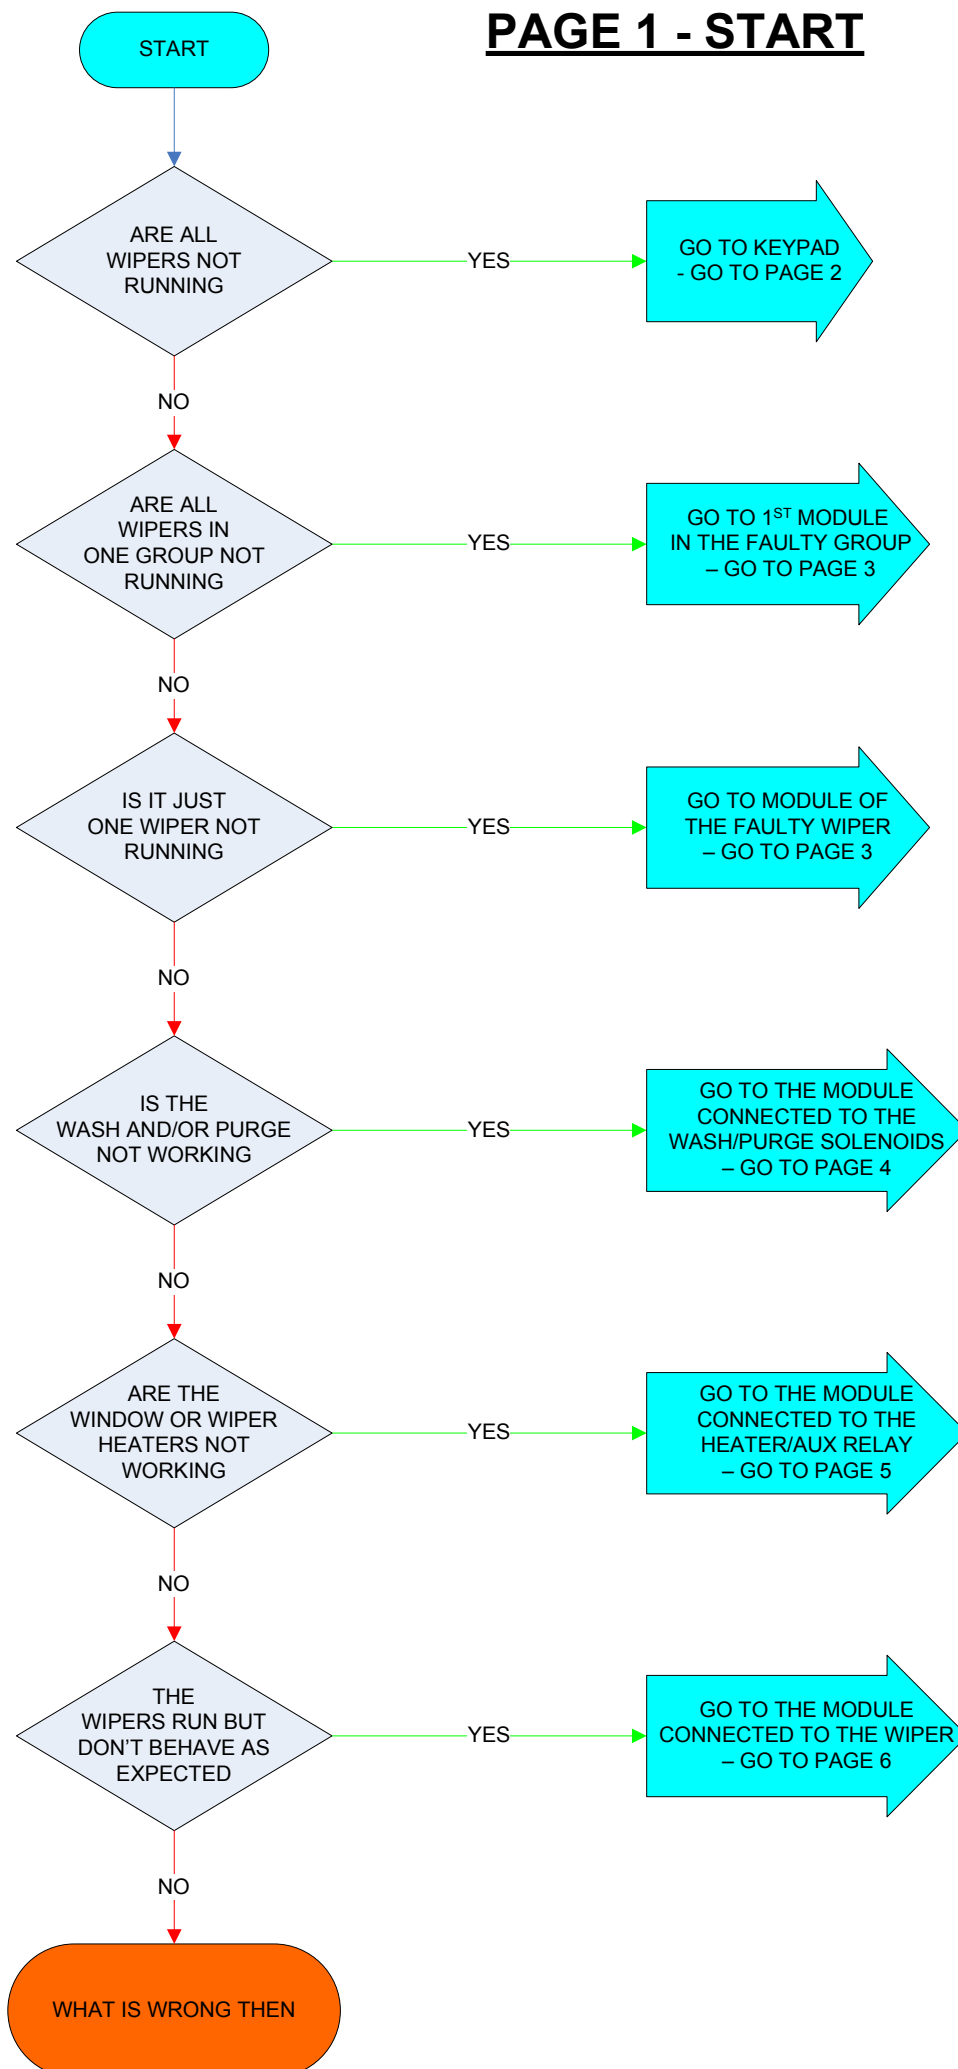 PAGE 1 - START
START
ARE ALL
WIPERS NOT
RUNNING
YES
GO TO KEYPAD
- GO TO PAGE 2
NO
ARE ALL
WIPERS IN
ONE GROUP NOT
RUNNING
YES
GO TO 1ST MODULE
IN THE FAULTY GROUP
– GO TO PAGE 3
NO
IS IT JUST
ONE WIPER NOT
RUNNING
YES
GO TO MODULE OF
THE FAULTY WIPER
– GO TO PAGE 3
NO
IS THE
WASH AND/OR PURGE
NOT WORKING
YES
GO TO THE MODULE
CONNECTED TO THE
WASH/PURGE SOLENOIDS
– GO TO PAGE 4
NO
ARE THE
WINDOW OR WIPER
HEATERS NOT
WORKING
YES
GO TO THE MODULE
CONNECTED TO THE
HEATER/AUX RELAY
– GO TO PAGE 5
NO
THE
WIPERS RUN BUT
DON’T BEHAVE AS
EXPECTED
YES
GO TO THE MODULE
CONNECTED TO THE WIPER
– GO TO PAGE 6
NO
WHAT IS WRONG THEN